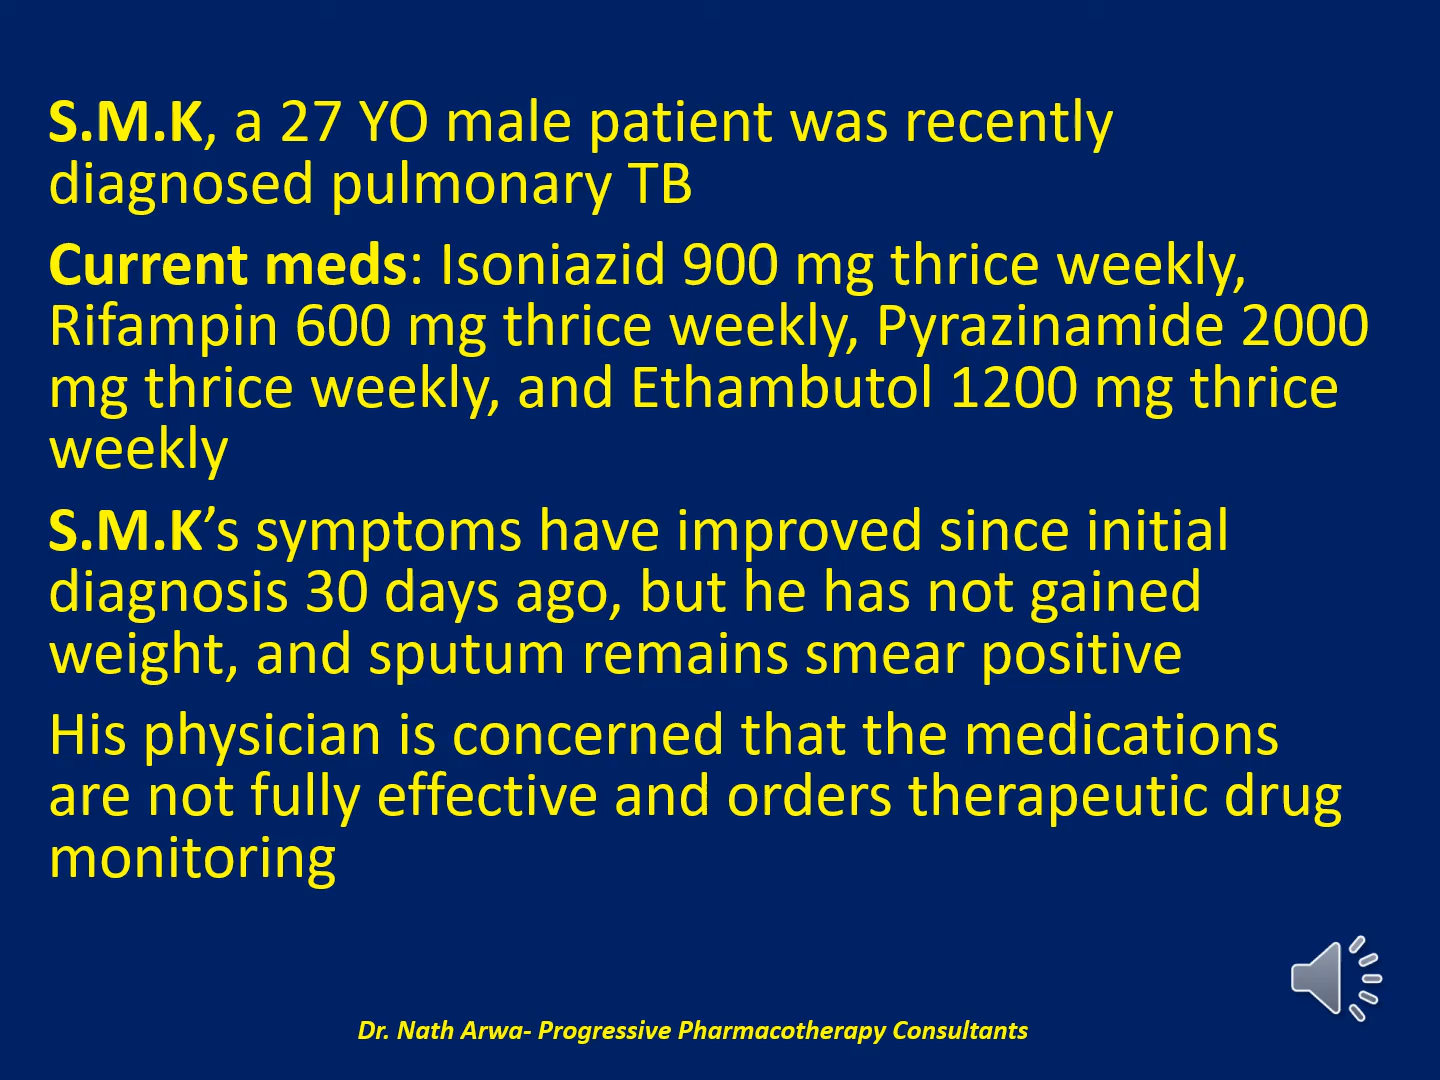 S.M.K, a 27 YO male patient was recently
diagnosed pulmonary TB
Current meds: Isoniazid 900 mg thrice weekly,
Rifampin 600 mg thrice weekly, Pyrazinamide 2000
mg thrice weekly, and Ethambutol 1200 mg thrice
weekly
S.M.K’s symptoms have improved since initial
diagnosis 30 days ago, but he has not gained
weight, and sputum remains smear positive
His physician is concerned that the medications
are not fully effective and orders therapeutic drug
monitoring
Dr. Nath Arwa- Progressive Pharmacotherapy Consultants